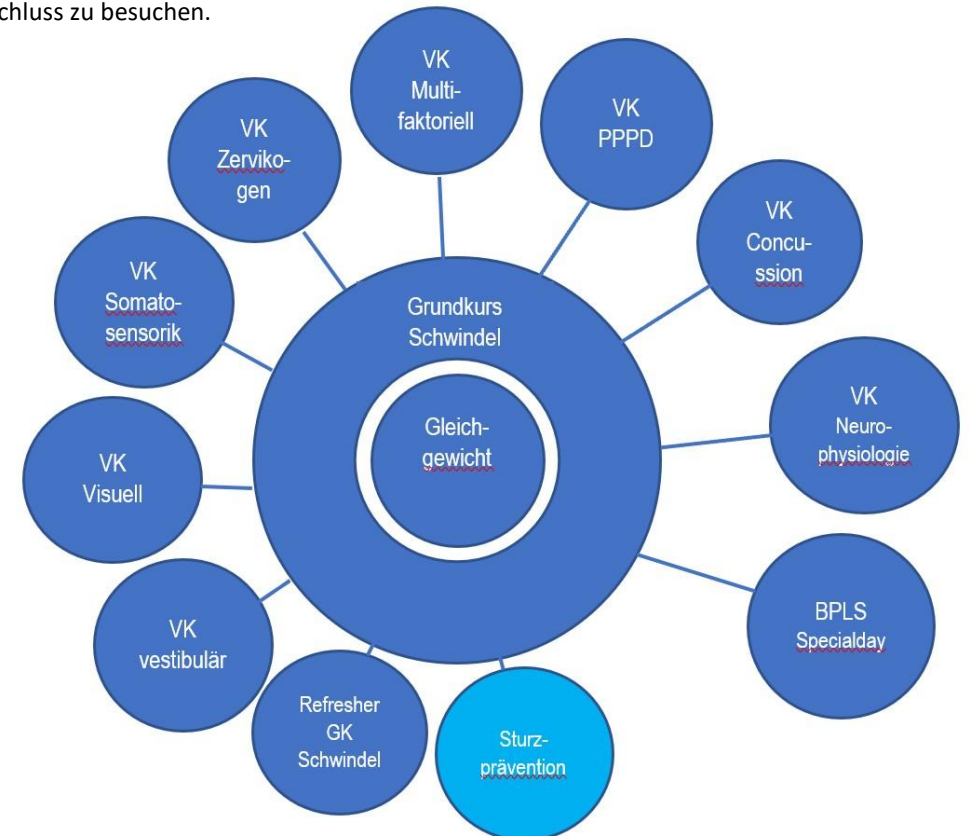 chluss zu besuchen.
VK
Multi-
faktoriell
VK
PPPD
VK
Zerviko-
gen
VK
Concu-
ssion
VK
Somato-
sensorik
Grundkurs
Schwindel
Gleich-
gewicht
VK
Neuro-
physiologie
VK
Visuell
BPLS
Specialday
VK
vestibulär
Refresher
GK
Schwindel
Sturz-
prävention